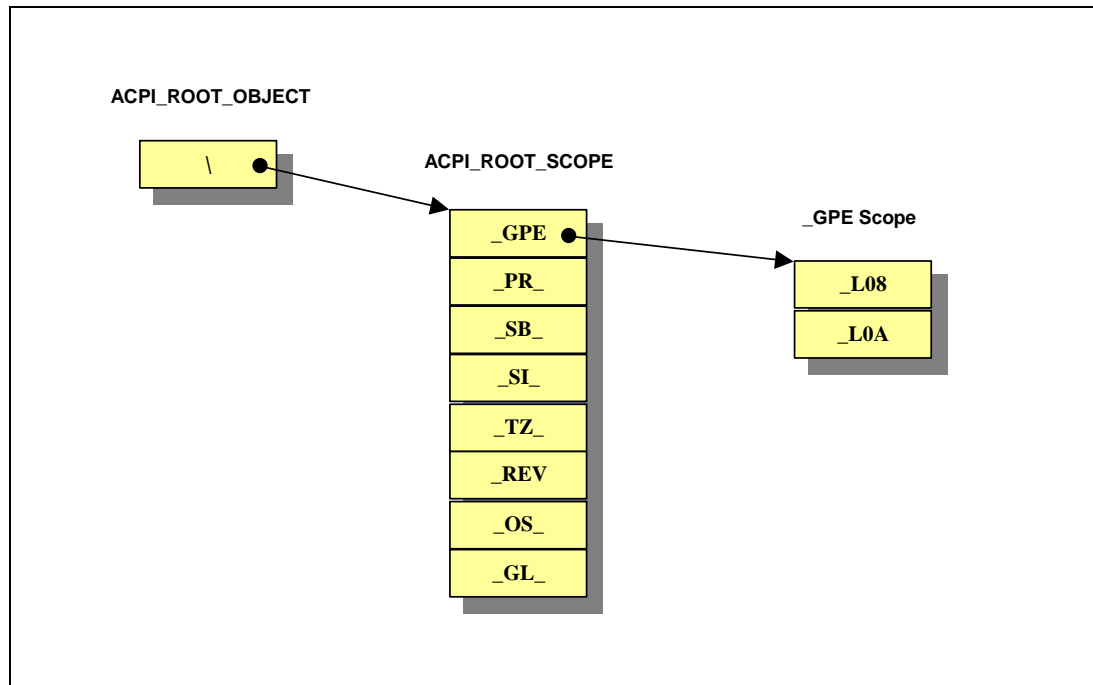 ACPI_ROOT_OBJECT
\
ACPI_ROOT_SCOPE
_GPE
_PR_
_SB_
_SI_
_TZ_
_REV
_OS_
_GL_
_GPE Scope
_L08
_L0A